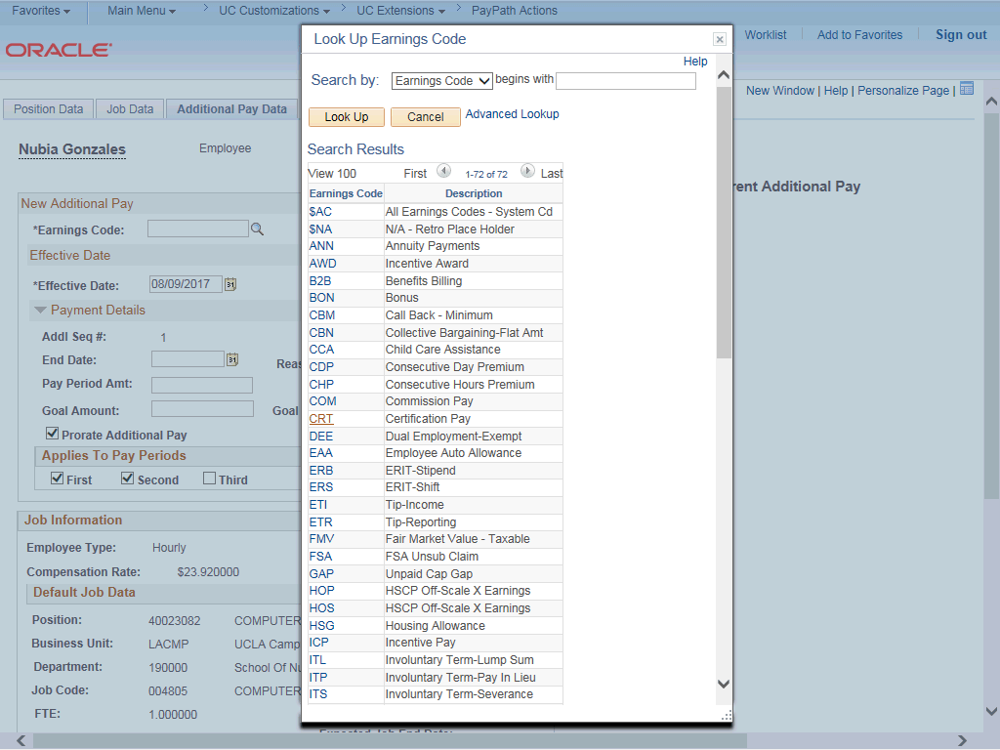 Favorites Main Menu > UC Customizations > UC Extensions > PayPath Actions
ORACLE
Worklist Add to Favorites Sign out
New Window | Help | Personalize Page |
Position Data Job Data Additional Pay Data
Nubia Gonzales Employee
rent Additional Pay
New Additional Pay
*Earnings Code:
Effective Date
*Effective Date: 08/09/2017 31
Payment Details
Addl Seq #: 1
End Date: 31 Reas
Pay Period Amt:
Goal Amount: Goal
Prorate Additional Pay
Applies To Pay Periods
First Second Third
Job Information
Employee Type: Hourly
Compensation Rate: $23.920000
Default Job Data
Position: 40023082 COMPUTER
Business Unit: LACMP UCLA Camp
Department: 190000 School Of Nu
Job Code: 004805 COMPUTER
FTE: 1.000000
Expected Job End Date:
Look Up Earnings Code
Help
Search by: Earnings Code begins with
Look Up Cancel Advanced Lookup
Search Results
View 100 First 1-72 of 72 Last
Earnings Code Description
$AC All Earnings Codes - System Cd
$NA N/A - Retro Place Holder
ANN Annuity Payments
AWD Incentive Award
B2B Benefits Billing
BON Bonus
CBM Call Back - Minimum
CBN Collective Bargaining-Flat Amt
CCA Child Care Assistance
CDP Consecutive Day Premium
CHP Consecutive Hours Premium
COM Commission Pay
CRT Certification Pay
DEE Dual Employment-Exempt
EAA Employee Auto Allowance
ERB ERIT-Stipend
ERS ERIT-Shift
ETI Tip-Income
ETR Tip-Reporting
FMV Fair Market Value - Taxable
FSA FSA Unsub Claim
GAP Unpaid Cap Gap
HOP HSCP Off-Scale X Earnings
HOS HSCP Off-Scale X Earnings
HSG Housing Allowance
ICP Incentive Pay
ITL Involuntary Term-Lump Sum
ITP Involuntary Term-Pay In Lieu
ITS Involuntary Term-Severance